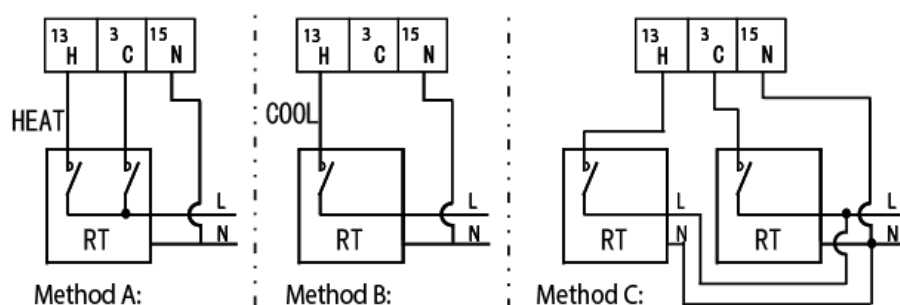 13 3 15
H C N
HEAT
L
N
RT
Method A:
13 3 15
H C N
COOL
L
N
RT
Method B:
13 3 15
H C N
L L
N N
RT RT
Method C: